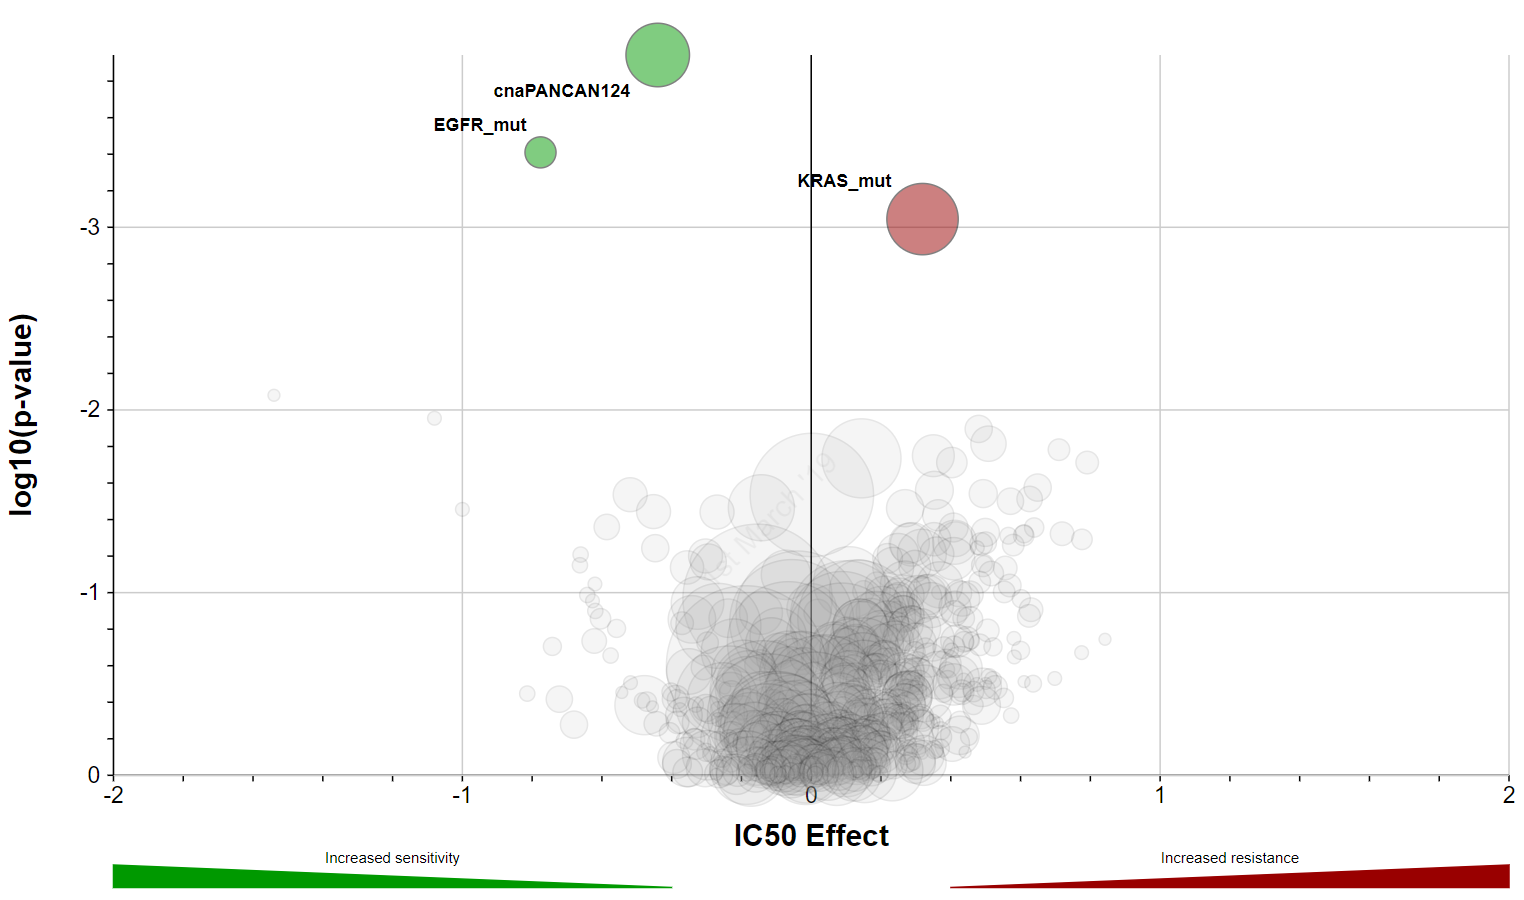 cnaPANCAN124
EGFR_mut
KRAS_mut
log10(p-value)
-3
-2
-1
0
-2
-1
0
1
2
IC50 Effect
Increased sensitivity
Increased resistance